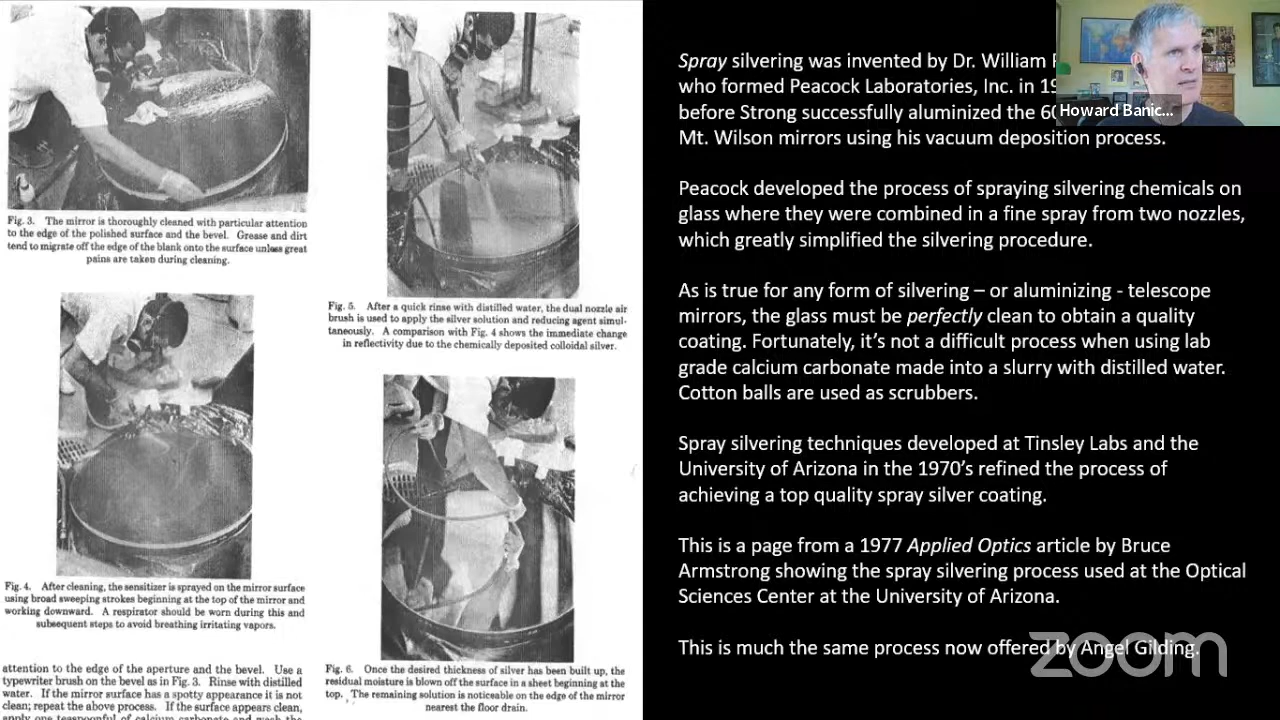 Fig. 3. The mirror is thoroughly cleaned with particular attention
to the edge of the polished surface and the bevel. Grease and dirt
tend to migrate off the edge of the blank onto the surface unless great
pains are taken during cleaning.
Fig. 4. After cleaning, the sensitizer is sprayed on the mirror surface
using broad sweeping strokes beginning at the top of the mirror and
working downward. A respirator should be worn during this and
subsequent steps to avoid breathing irritating vapors.
attention to the edge of the aperture and the bevel. Use a
typewriter brush on the bevel as in Fig. 3. Rinse with distilled
water. If the mirror surface has a spotty appearance it is not
clean; repeat the above process. If the surface appears clean,
apply one teaspoonful of calcium carbonate and wash the
Fig. 5. After a quick rinse with distilled water, the dual nozzle air
brush is used to apply the silver solution and reducing agent simul-
taneously. A comparison with Fig. 4 shows the immediate change
in reflectivity due to the chemically deposited colloidal silver.
Fig. 6. Once the desired thickness of silver has been built up, the
residual moisture is blown off the surface in a sheet beginning at the
top. The remaining solution is noticeable on the edge of the mirror
nearest the floor drain.
Spray silvering was invented by Dr. William
who formed Peacock Laboratories, Inc. in
before Strong successfully aluminized the
Mt. Wilson mirrors using his vacuum deposition process.
Peacock developed the process of spraying silvering chemicals on
glass where they were combined in a fine spray from two nozzles,
which greatly simplified the silvering procedure.
As is true for any form of silvering – or aluminizing - telescope
mirrors, the glass must be perfectly clean to obtain a quality
coating. Fortunately, it’s not a difficult process when using lab
grade calcium carbonate made into a slurry with distilled water.
Cotton balls are used as scrubbers.
Spray silvering techniques developed at Tinsley Labs and the
University of Arizona in the 1970’s refined the process of
achieving a top quality spray silver coating.
This is a page from a 1977 Applied Optics article by Bruce
Armstrong showing the spray silvering process used at the Optical
Sciences Center at the University of Arizona.
This is much the same process now offered by Angel Gilding.
Howard Banic...
zoom